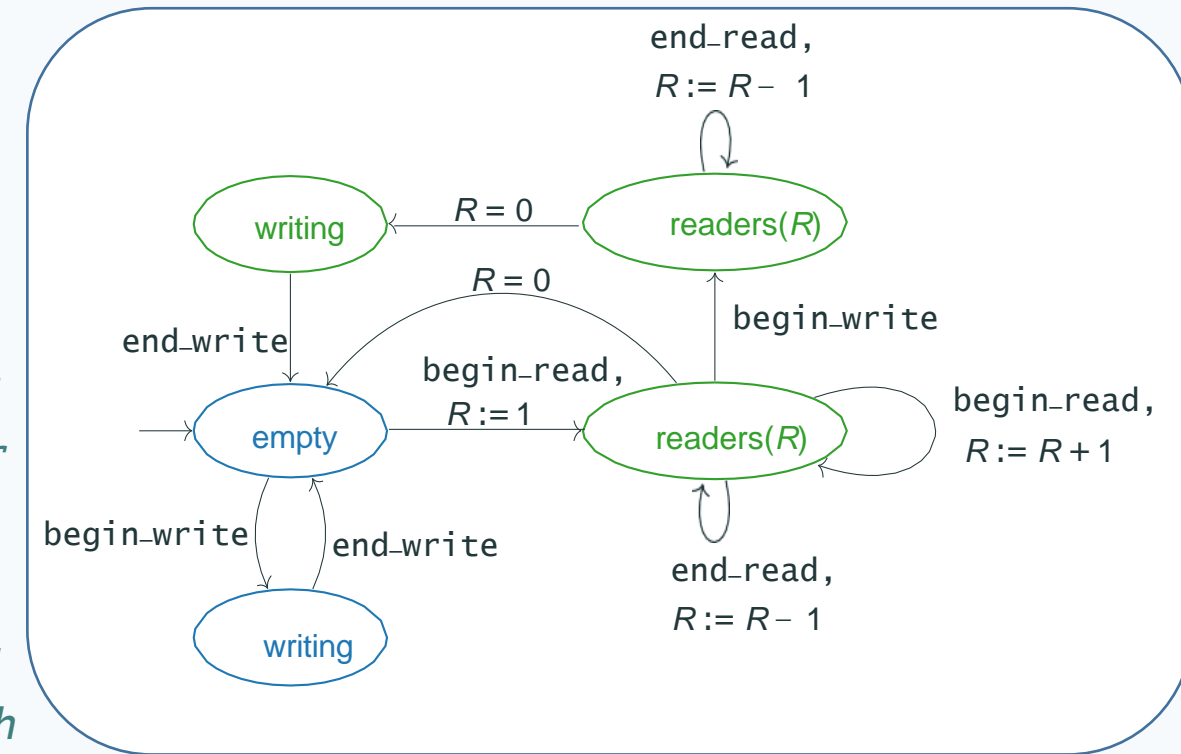 end_read,
R := R − 1
writing
R = 0
readers(R)
R = 0
end_write
begin_write
begin_read,
R := 1
empty
readers(R)
begin_read,
R := R + 1
begin_write
end_write
end_read,
R := R − 1
writing
h